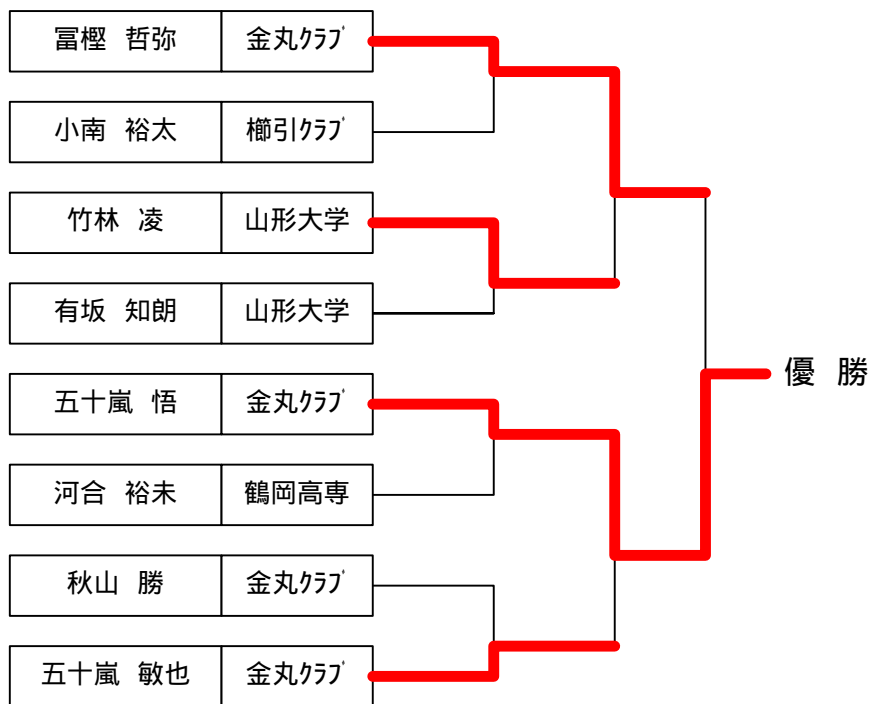 冨樫 哲弥 金丸ｸﾗﾌﾞ
小南 裕太 櫛引ｸﾗﾌﾞ
竹林 凌 山形大学
有坂 知朗 山形大学
優 勝
五十嵐 悟 金丸ｸﾗﾌﾞ
河合 裕未 鶴岡高専
秋山 勝 金丸ｸﾗﾌﾞ
五十嵐 敏也 金丸ｸﾗﾌﾞ